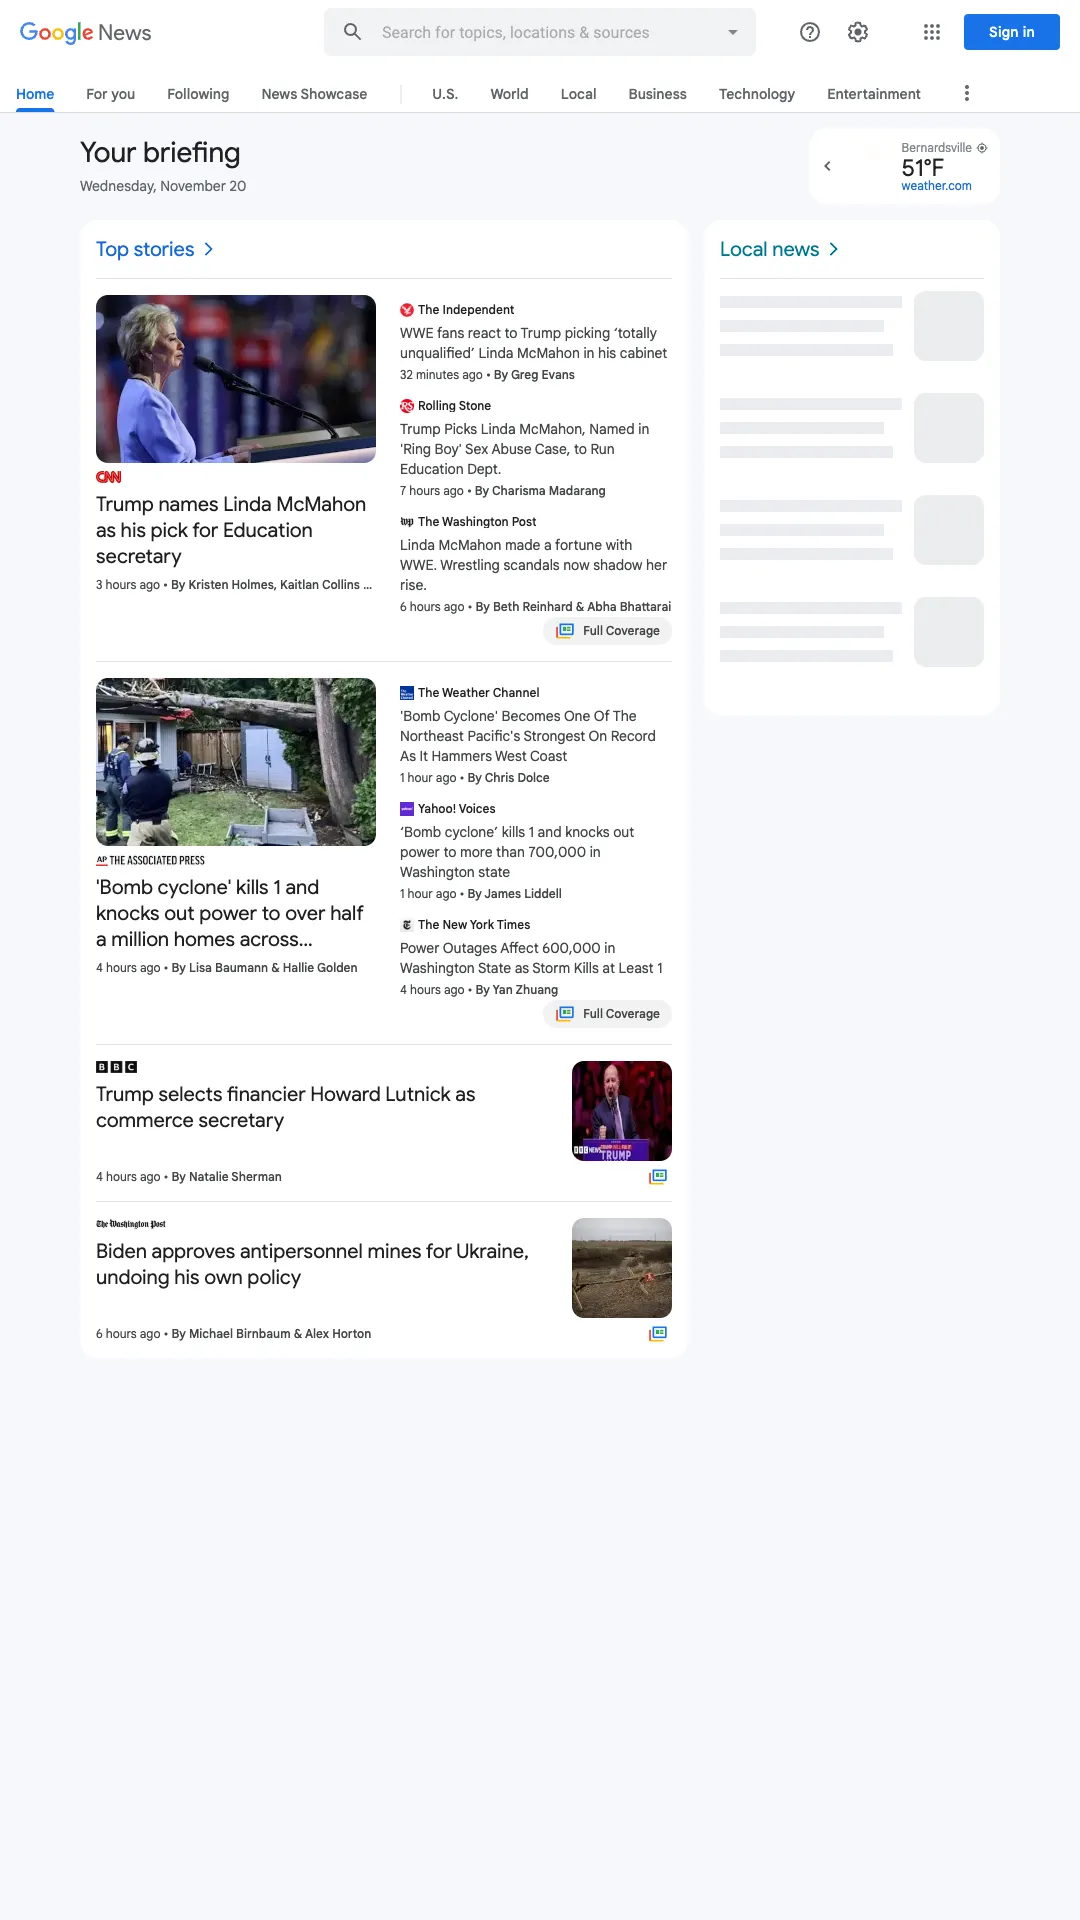 Google News
Search for topics, locations & sources
Sign in
Home
For you
Following
News Showcase
U.S.
World
Local
Business
Technology
Entertainment
Your briefing
Wednesday, November 20
Bernardsville
51°F
weather.com
Top stories
CNN
Trump names Linda McMahon
as his pick for Education
secretary
3 hours ago • By Kristen Holmes, Kaitlan Collins ...
The Independent
WWE fans react to Trump picking ‘totally
unqualified’ Linda McMahon in his cabinet
32 minutes ago • By Greg Evans
RS Rolling Stone
Trump Picks Linda McMahon, Named in
'Ring Boy' Sex Abuse Case, to Run
Education Dept.
7 hours ago • By Charisma Madarang
wp The Washington Post
Linda McMahon made a fortune with
WWE. Wrestling scandals now shadow her
rise.
6 hours ago • By Beth Reinhard & Abha Bhattarai
Full Coverage
AP THE ASSOCIATED PRESS
'Bomb cyclone' kills 1 and
knocks out power to over half
a million homes across...
4 hours ago • By Lisa Baumann & Hallie Golden
The Weather Channel
'Bomb Cyclone' Becomes One Of The
Northeast Pacific's Strongest On Record
As It Hammers West Coast
1 hour ago • By Chris Dolce
Yahoo! Voices
‘Bomb cyclone’ kills 1 and knocks out
power to more than 700,000 in
Washington state
1 hour ago • By James Liddell
The New York Times
Power Outages Affect 600,000 in
Washington State as Storm Kills at Least 1
4 hours ago • By Yan Zhuang
Full Coverage
BBC
Trump selects financier Howard Lutnick as
commerce secretary
4 hours ago • By Natalie Sherman
BBC NEWS
TRUMP
The Washington Post
Biden approves antipersonnel mines for Ukraine,
undoing his own policy
6 hours ago • By Michael Birnbaum & Alex Horton
Local news